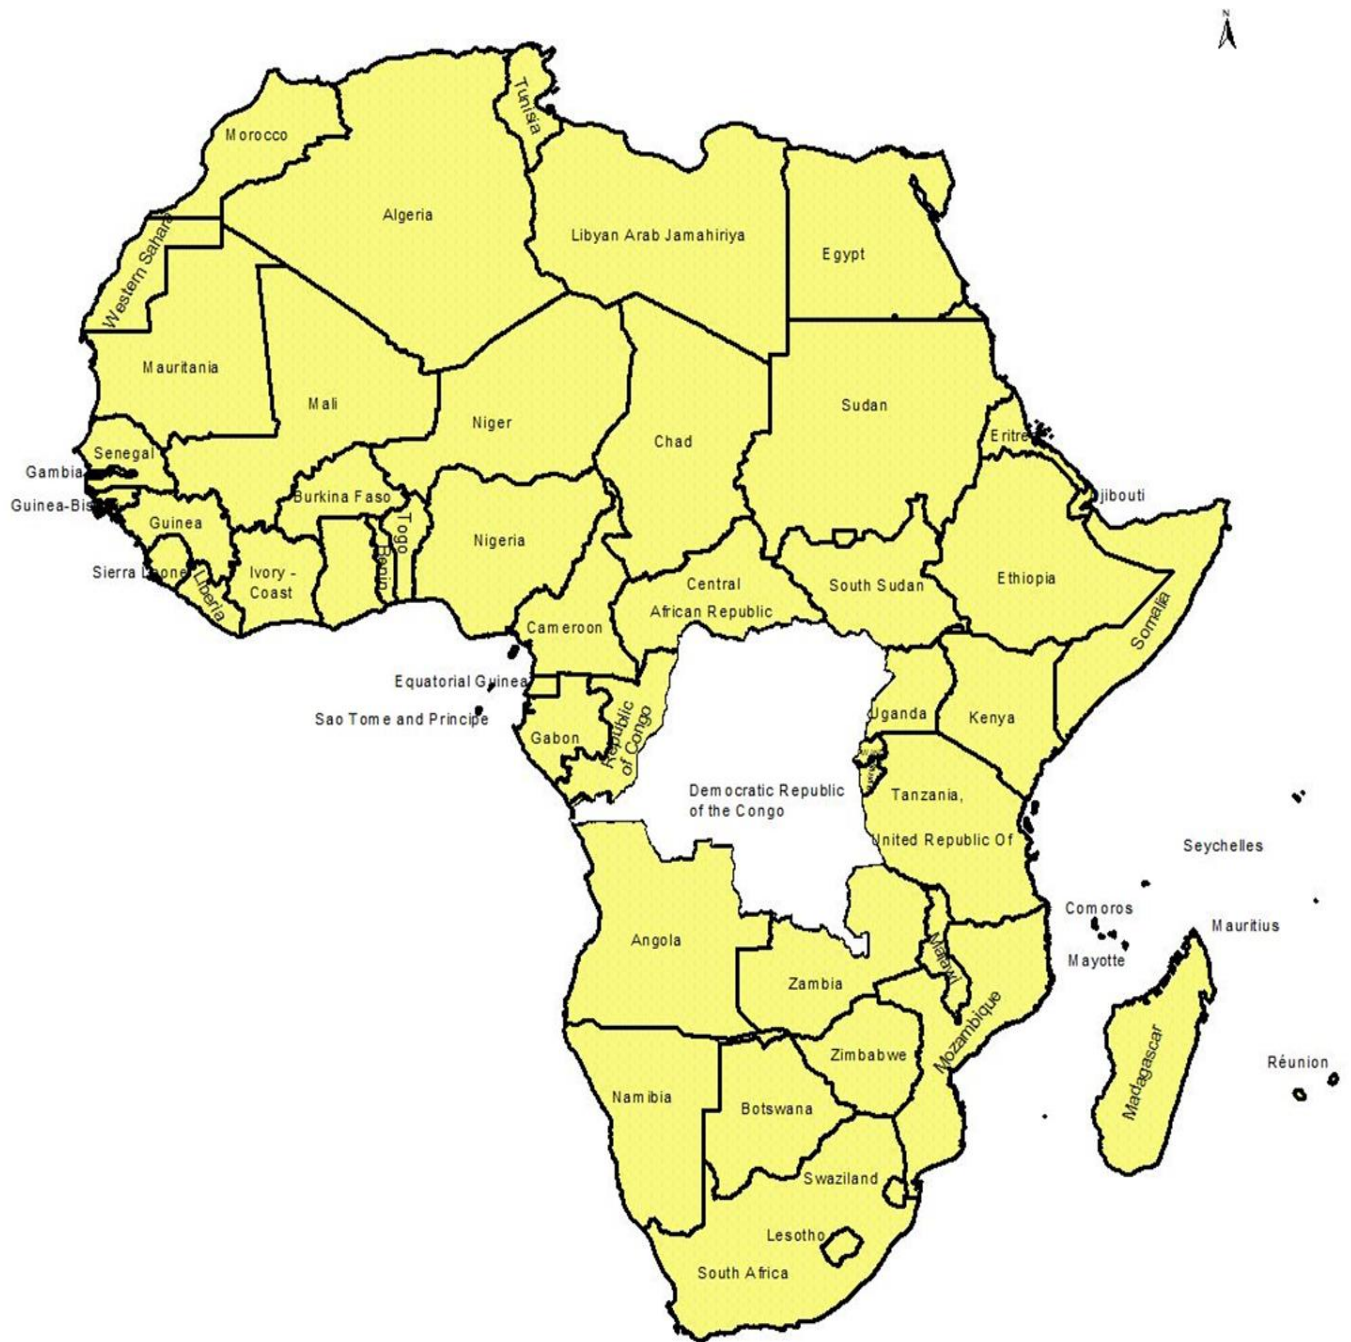 N
Tunisia
Morocco
Algeria
Libyan Arab Jamahiriya
Egypt
Western Sahara
Mauritania
Mali
Niger
Chad
Sudan
Eritre
Senegal
Gambia
Guinea-Bis
Burkina Faso
Djibouti
Guinea
Togo
Benin
Nigeria
Sierra Leone
Liberia
Ivory -
Coast
Central
African Republic
South Sudan
Ethiopia
Somalia
Cameroon
Equatorial Guinea
Sao Tome and Principe
Gabon
Republic
of Congo
Uganda
Kenya
Democratic Republic
of the Congo
Tanzania,
United Republic Of
Seychelles
Comoros
Mauritius
Mayotte
Angola
Zambia
Malawi
Mozambique
Zimbabwe
Madagascar
Réunion
Namibia
Botswana
Swaziland
Lesotho
South Africa